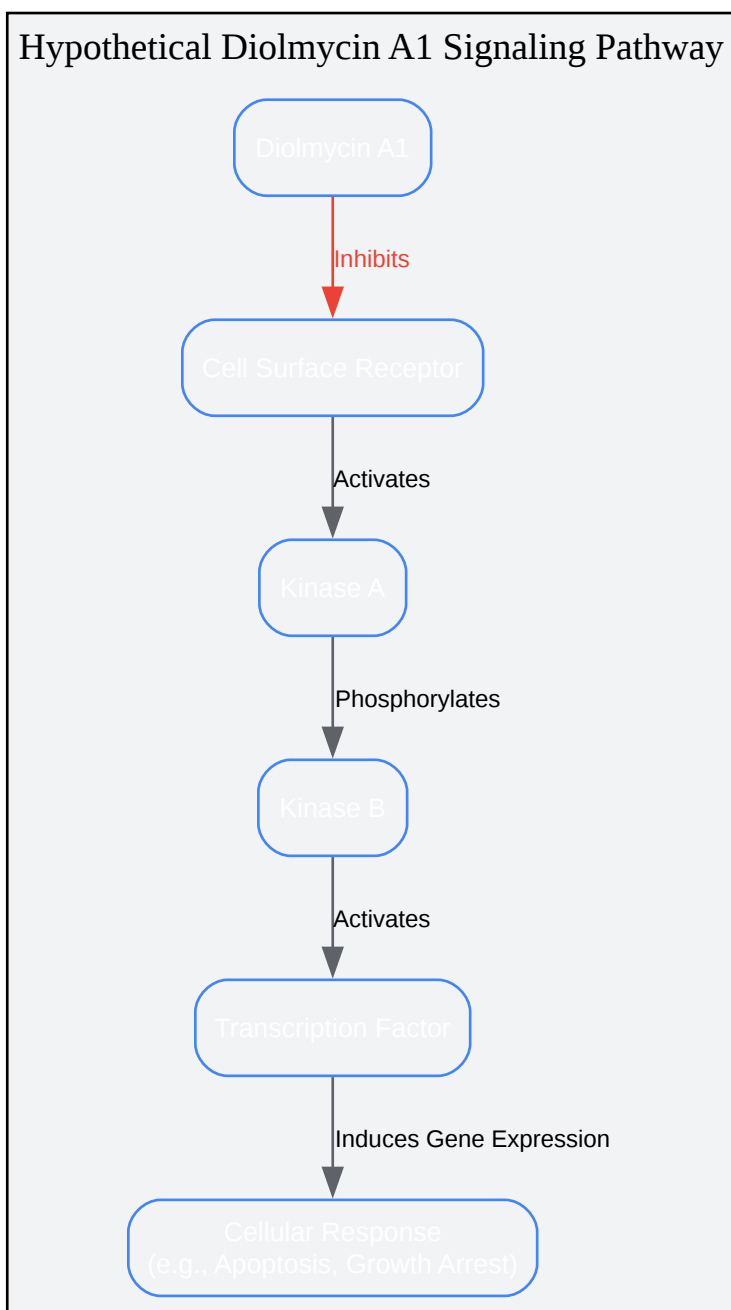 Hypothetical Diolmycin A1 Signaling Pathway
Diolmycin A1
Inhibits
Cell Surface Receptor
Activates
Kinase A
Phosphorylates
Kinase B
Activates
Transcription Factor
Induces Gene Expression
Cellular Response
(e.g., Apoptosis, Growth Arrest)